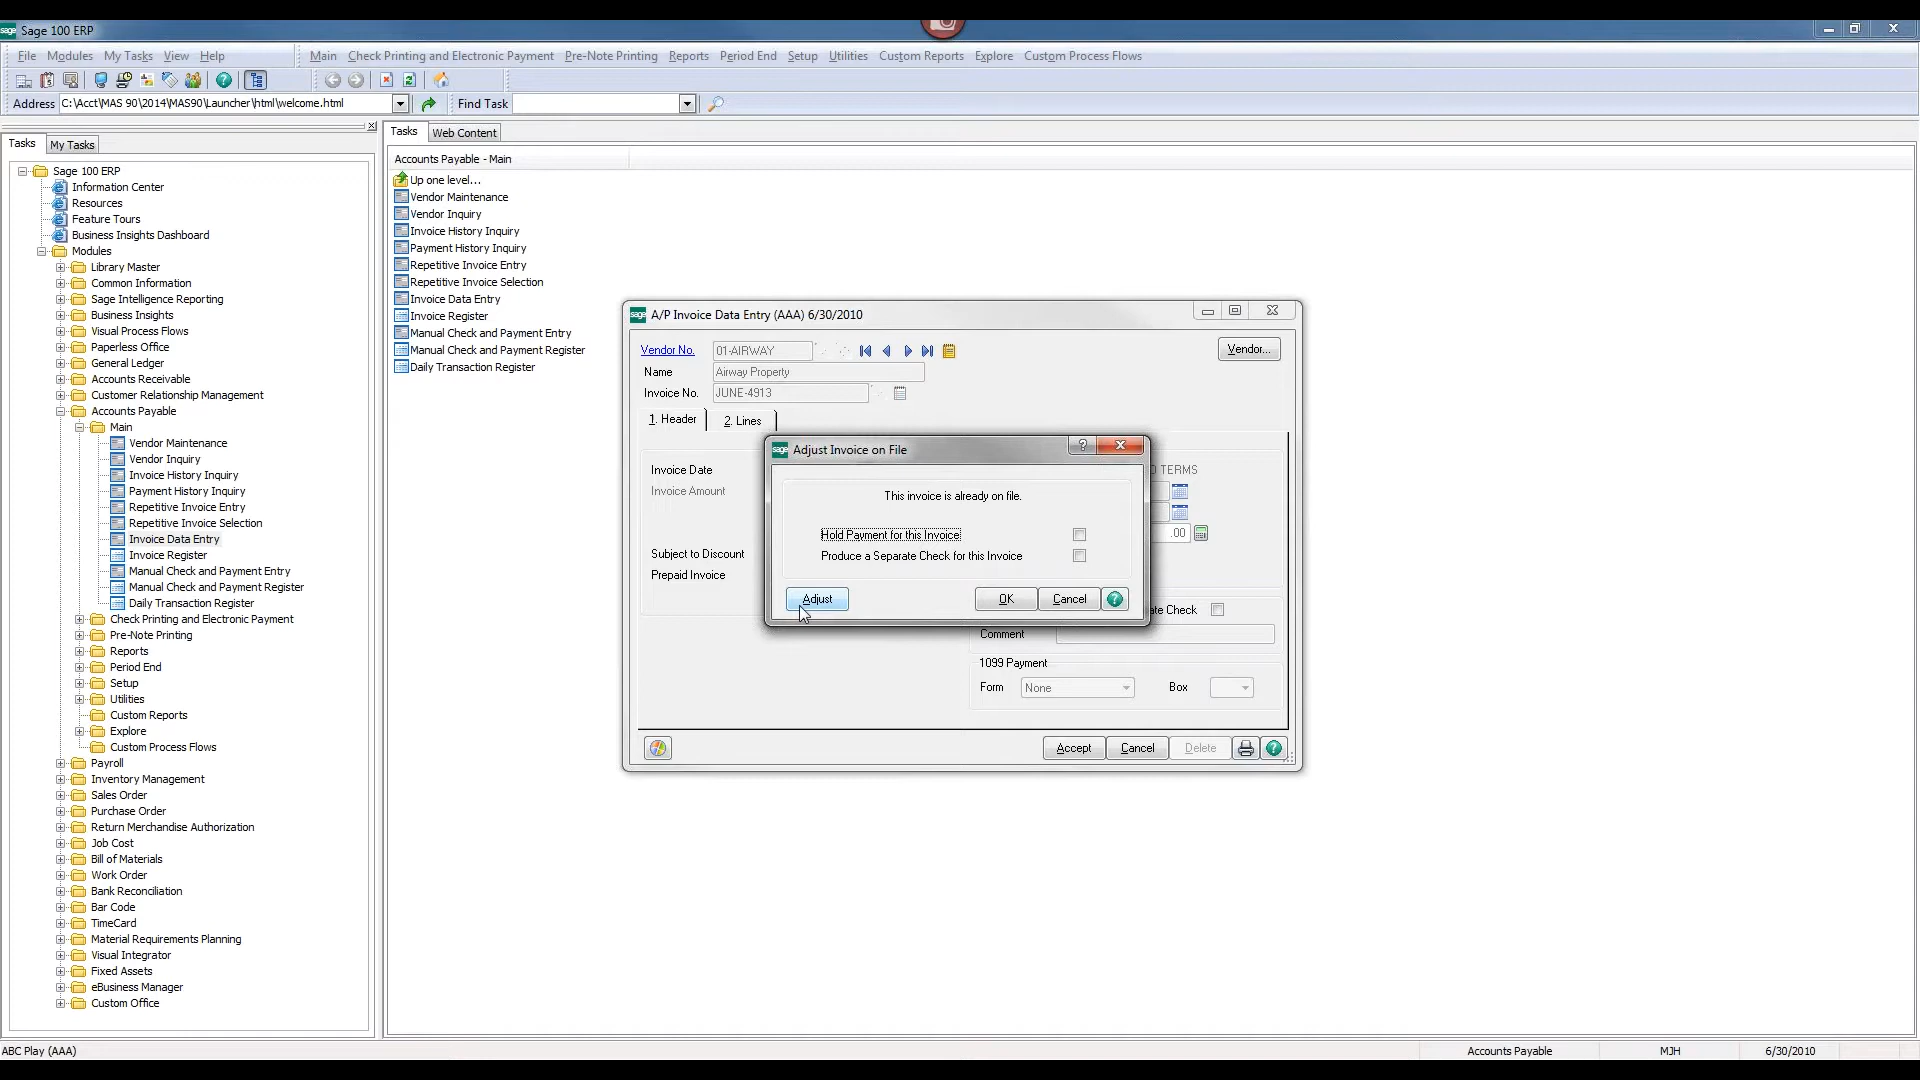 sage Sage 100 ERP
File Modules My Tasks View Help Main Check Printing and Electronic Payment Pre-Note Printing Reports Period End Setup Utilities Custom Reports Explore Custom Process Flows
Address C:\Acct\MAS 90\2014\MAS90\Launcher\html\welcome.html Find Task
Tasks My Tasks
Sage 100 ERP
Information Center
Resources
Feature Tours
Business Insights Dashboard
Modules
Library Master
Common Information
Sage Intelligence Reporting
Business Insights
Visual Process Flows
Paperless Office
General Ledger
Accounts Receivable
Customer Relationship Management
Accounts Payable
Main
Vendor Maintenance
Vendor Inquiry
Invoice History Inquiry
Payment History Inquiry
Repetitive Invoice Entry
Repetitive Invoice Selection
Invoice Data Entry
Invoice Register
Manual Check and Payment Entry
Manual Check and Payment Register
Daily Transaction Register
Check Printing and Electronic Payment
Pre-Note Printing
Reports
Period End
Setup
Utilities
Custom Reports
Explore
Custom Process Flows
Payroll
Inventory Management
Sales Order
Purchase Order
Return Merchandise Authorization
Job Cost
Bill of Materials
Work Order
Bank Reconciliation
Bar Code
TimeCard
Material Requirements Planning
Visual Integrator
Fixed Assets
eBusiness Manager
Custom Office
Tasks Web Content
Accounts Payable - Main
Up one level...
Vendor Maintenance
Vendor Inquiry
Invoice History Inquiry
Payment History Inquiry
Repetitive Invoice Entry
Repetitive Invoice Selection
Invoice Data Entry
Invoice Register
Manual Check and Payment Entry
Manual Check and Payment Register
Daily Transaction Register
sage A/P Invoice Data Entry (AAA) 6/30/2010
Vendor No. 01-AIRWAY Vendor...
Name Airway Property
Invoice No. JUNE-4913
1. Header 2. Lines
Invoice Date D TERMS
Invoice Amount
.00
Subject to Discount
Prepaid Invoice
ate Check
Comment
1099 Payment
Form None Box
Accept Cancel Delete
sage Adjust Invoice on File
This invoice is already on file.
Hold Payment for this Invoice
Produce a Separate Check for this Invoice
Adjust OK Cancel
ABC Play (AAA) Accounts Payable MJH 6/30/2010